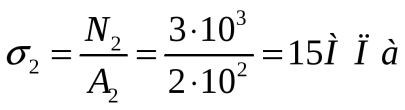 σ₂ = N₂/A₂ = 3·10³/2·10² = 15Ì Ï à